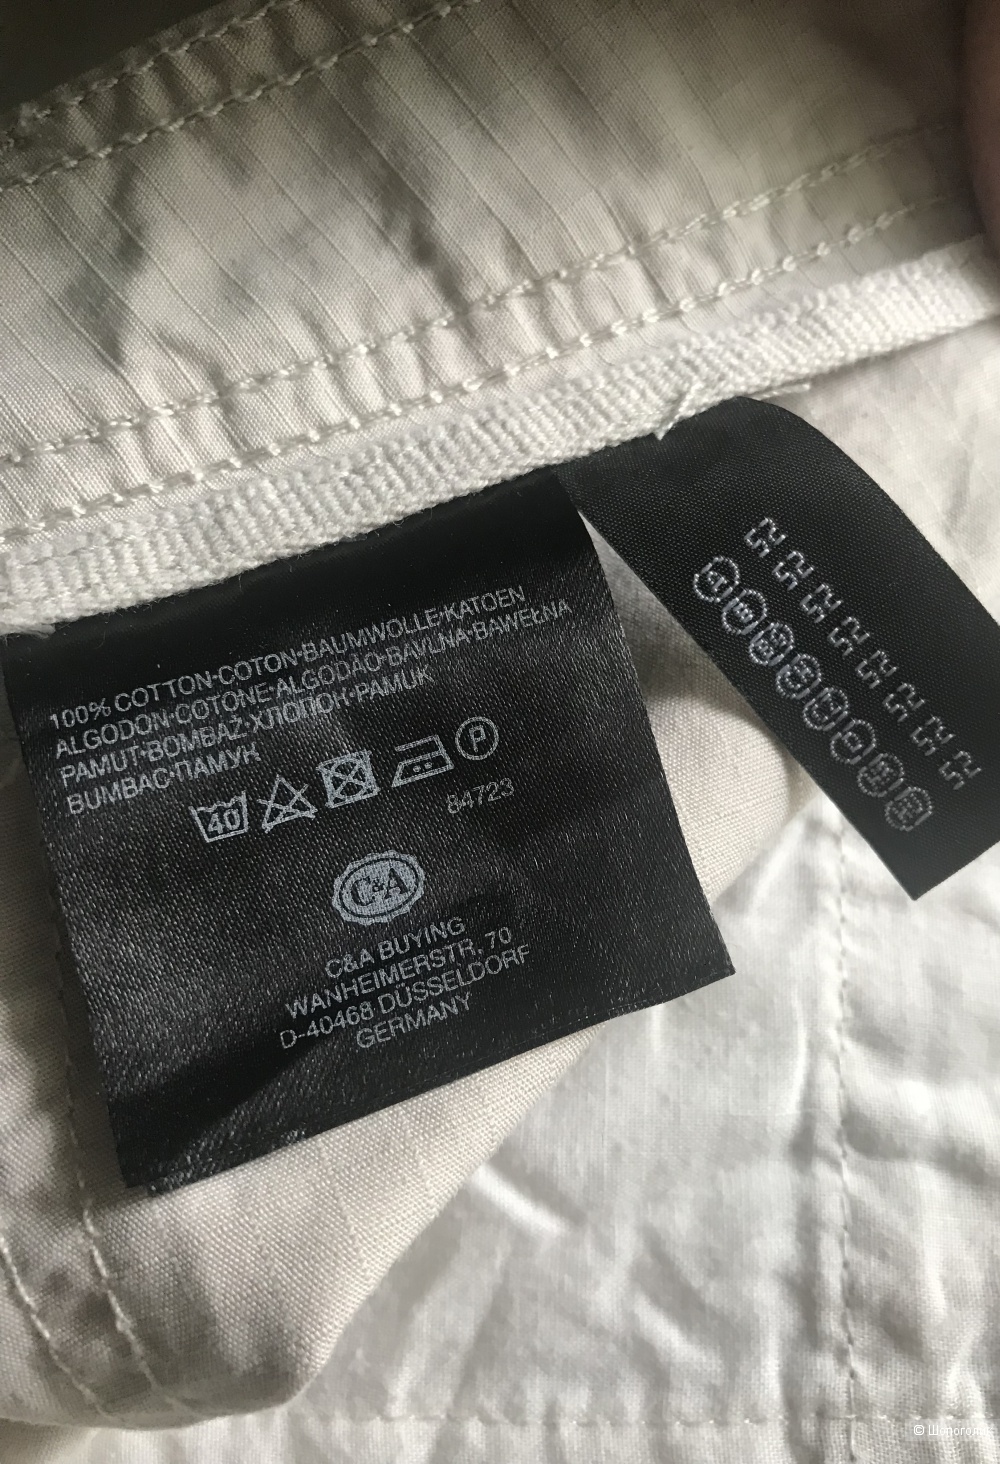 100% COTTON·COTON·BAUMWOLLE·KATOEN
ALGODON·COTONE·ALGODÃO·BAVLNA·BAWEŁNA
PAMUT·BOMBAŽ·ХЛОПОК·PAMUK
BUMBAC·ПАМУК
40 P
84723
C&A
C&A BUYING
WANHEIMERSTR, 70
D-40468 DÜSSELDORF
GERMANY